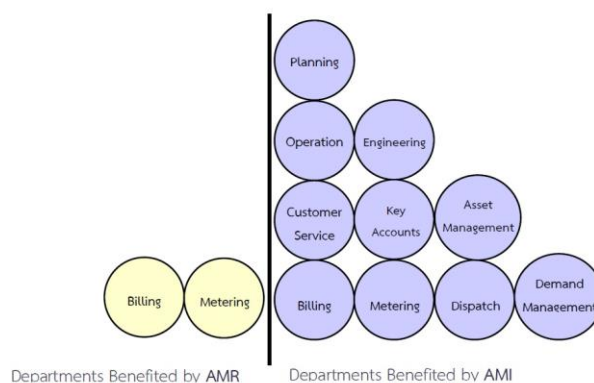 Planning
Operation
Engineering
Customer
Service
Key
Accounts
Asset
Management
Billing
Metering
Billing
Metering
Dispatch
Demand
Management
Departments Benefited by AMR
Departments Benefited by AMI